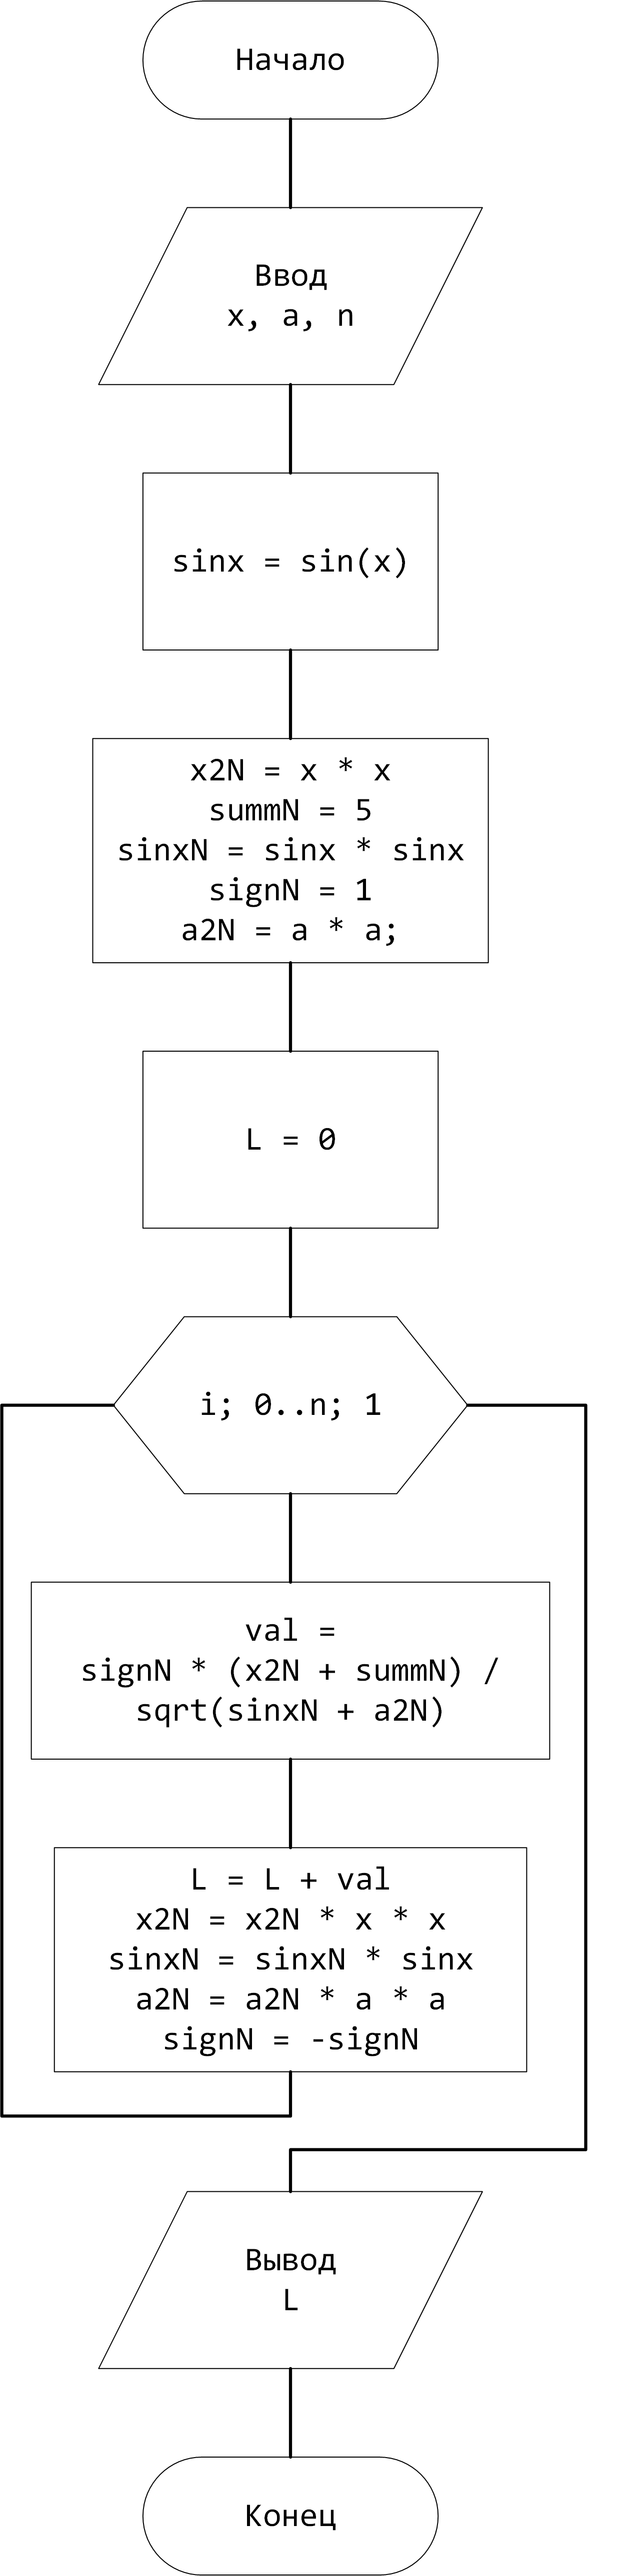 Начало
Ввод
x, a, n
sinx = sin(x)
x2N = x * x
summN = 5
sinxN = sinx * sinx
signN = 1
a2N = a * a;
L = 0
i; 0..n; 1
val =
signN * (x2N + summN) /
sqrt(sinxN + a2N)
L = L + val
x2N = x2N * x * x
sinxN = sinxN * sinx
a2N = a2N * a * a
signN = -signN
Вывод
L
Конец